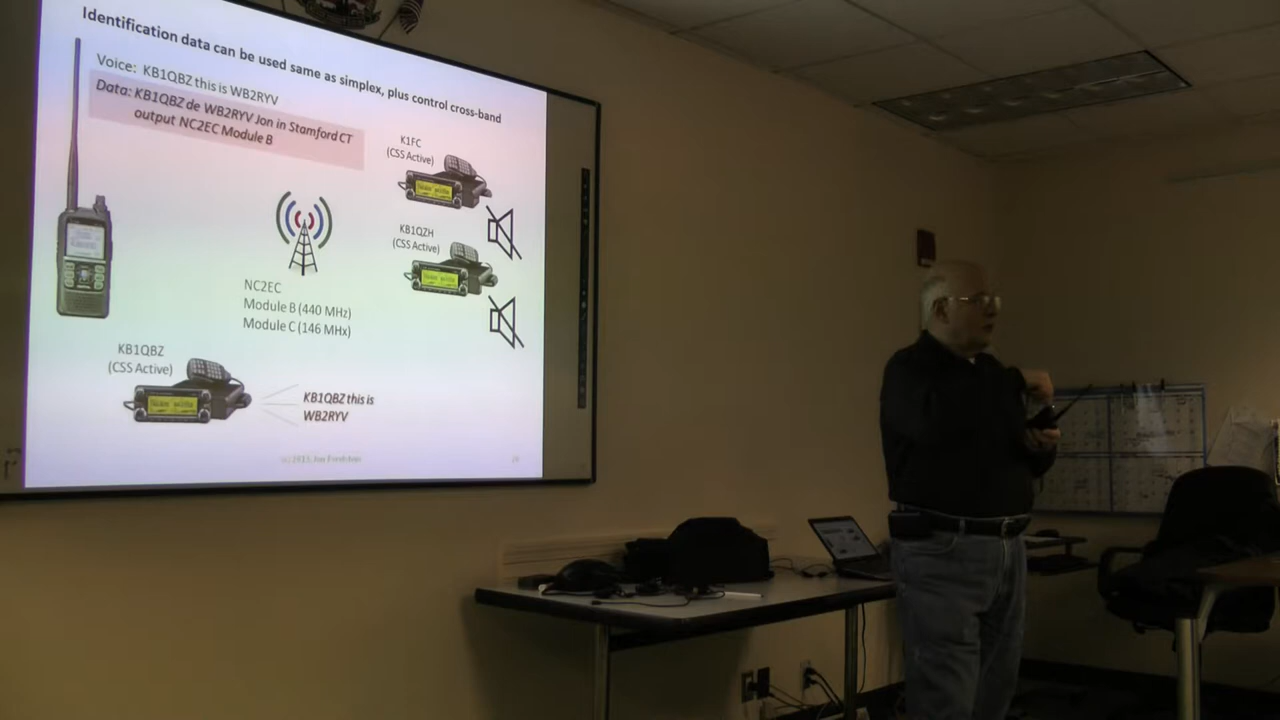 Identification data can be used same as simplex, plus control cross-band
Voice: KB1QBZ this is WB2RYV
Data: KB1QBZ de WB2RYV Jon in Stamford CT
output NC2EC Module B
K1FC
(CSS Active)
KB1QZH
(CSS Active)
NC2EC
Module B (440 MHz)
Module C (146 MHx)
KB1QBZ
(CSS Active)
KB1QBZ this is
WB2RYV